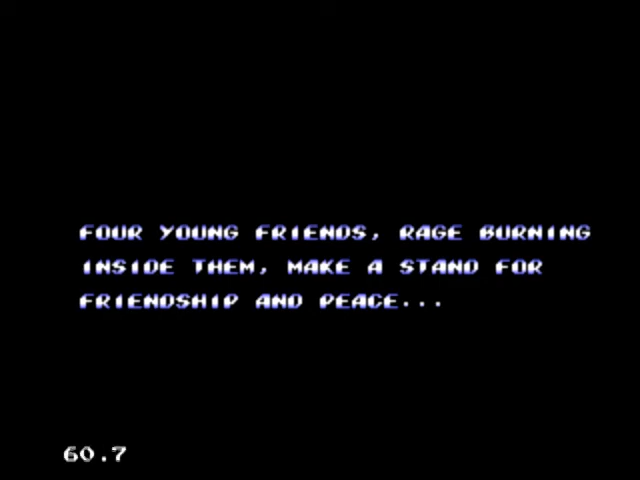 FOUR YOUNG FRIENDS, RAGE BURNING
INSIDE THEM, MAKE A STAND FOR
FRIENDSHIP AND PEACE...
60.7